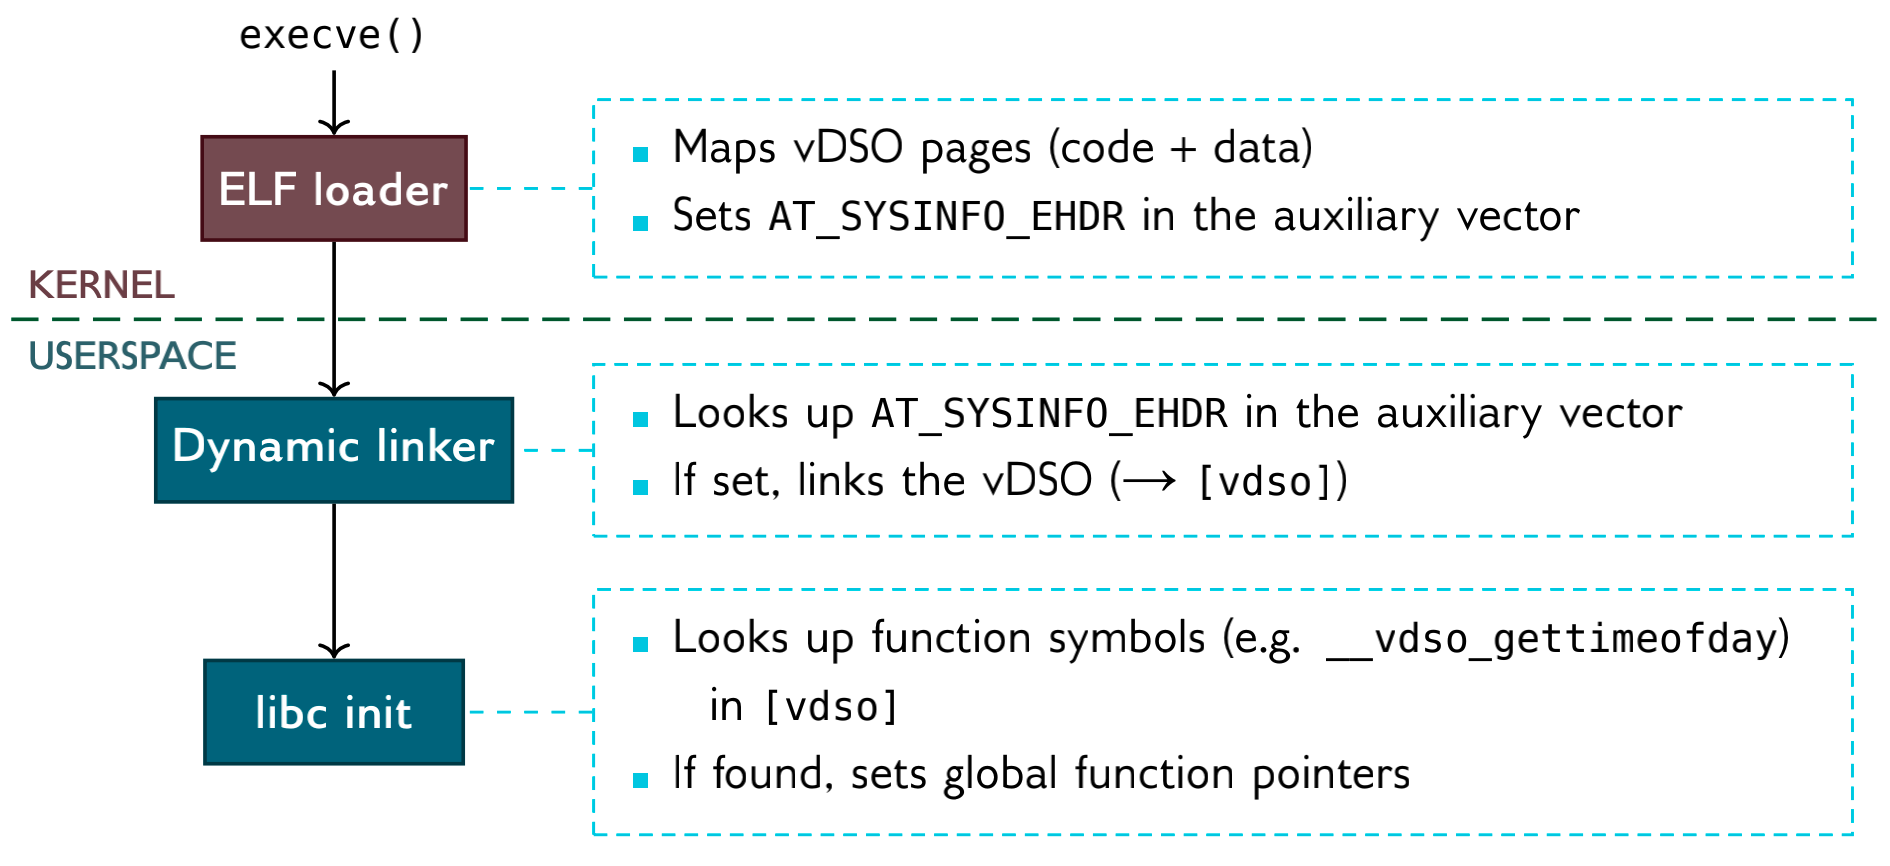 execve()
ELF loader
Maps vDSO pages (code + data)
Sets AT_SYSINFO_EHDR in the auxiliary vector
KERNEL
USERSPACE
Dynamic linker
Looks up AT_SYSINFO_EHDR in the auxiliary vector
If set, links the vDSO (⟶ [vdso])
libc init
Looks up function symbols (e.g. __vdso_gettimeofday)
in [vdso]
If found, sets global function pointers